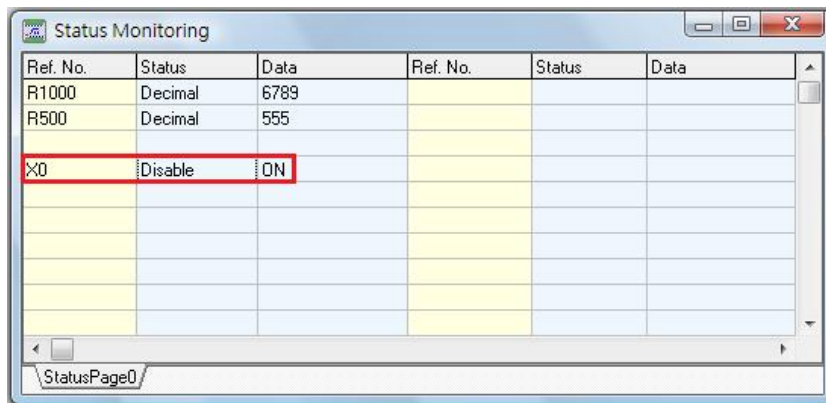 Status Monitoring
Ref. No. Status Data Ref. No. Status Data
R1000 Decimal 6789
R500 Decimal 555
X0 Disable ON
StatusPage0